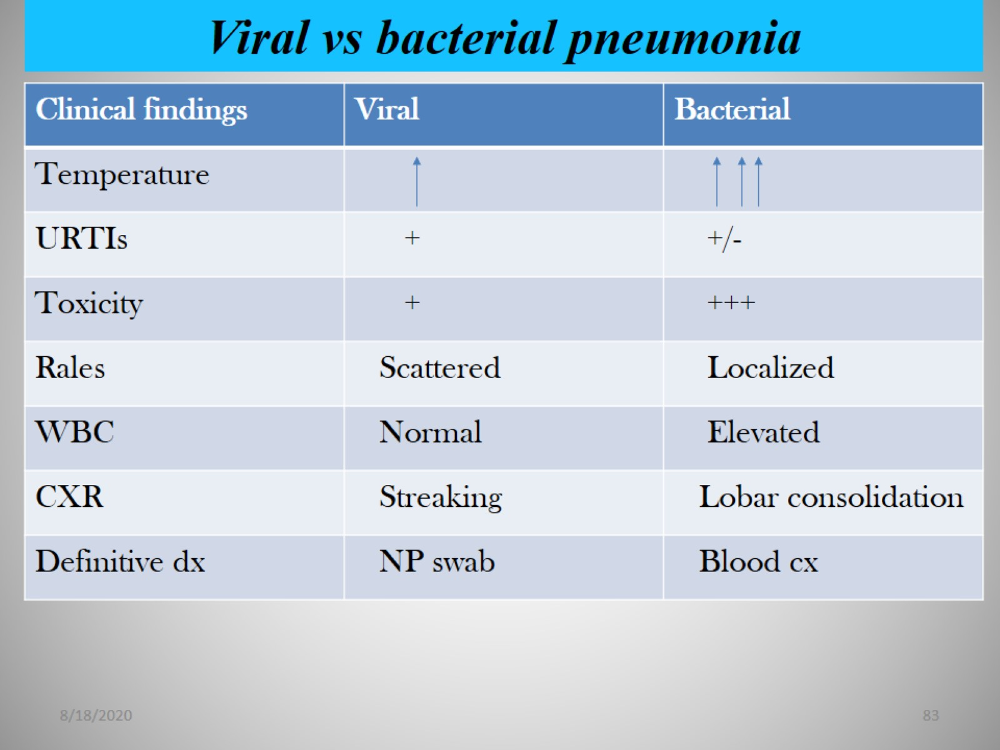 Viral vs bacterial pneumonia
Clinical findings Viral Bacterial
Temperature ↑ ↑ ↑ ↑
URTIs + +/-
Toxicity + +++
Rales Scattered Localized
WBC Normal Elevated
CXR Streaking Lobar consolidation
Definitive dx NP swab Blood cx
8/18/2020 83